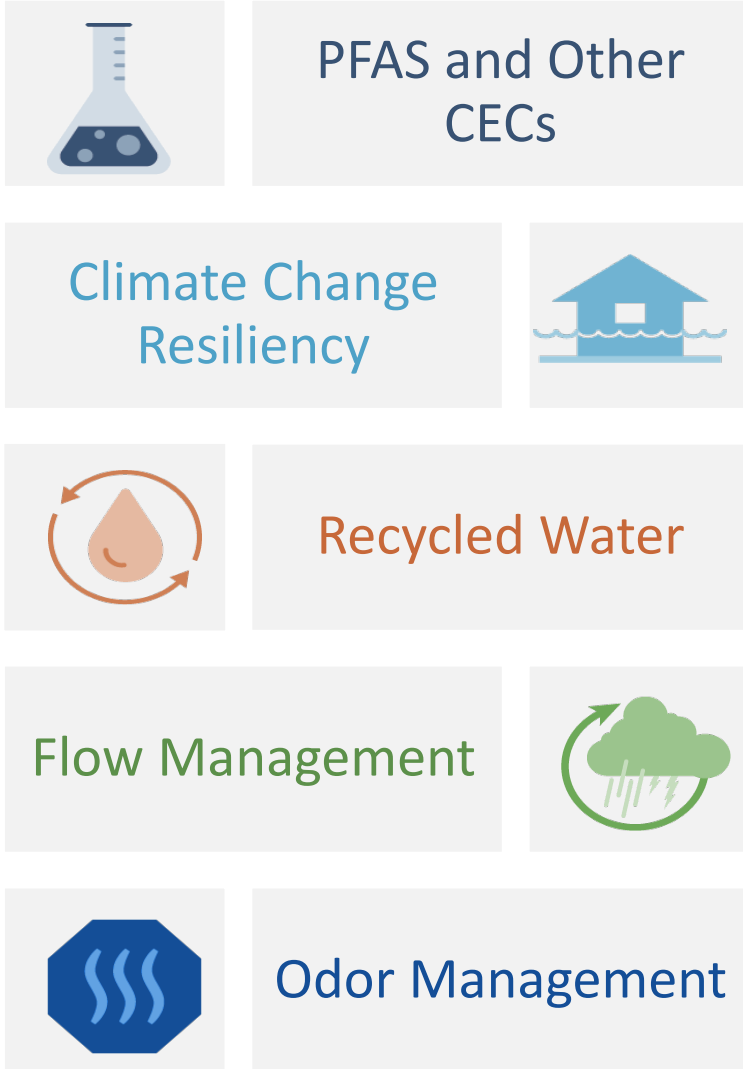 PFAS and Other
CECs
Climate Change
Resiliency
Recycled Water
Flow Management
Odor Management